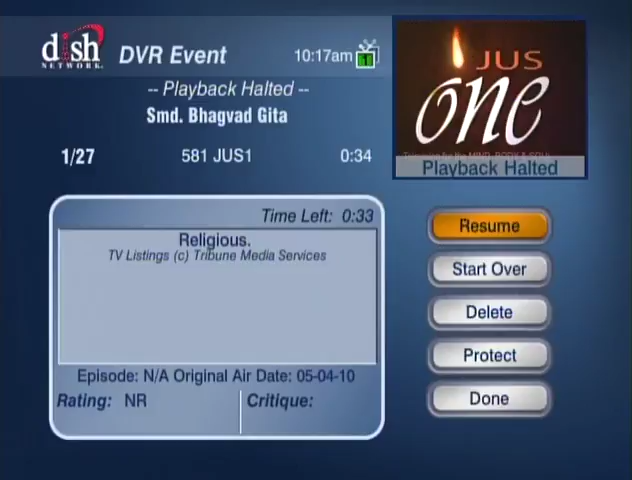 dish
NETWORK.
DVR Event
10:17am
1
-- Playback Halted --
Smd. Bhagvad Gita
1/27 581 JUS1 0:34
JUS
one
Playback Halted
Time Left: 0:33
Religious.
TV Listings (c) Tribune Media Services
Episode: N/A Original Air Date: 05-04-10
Rating: NR Critique:
Resume
Start Over
Delete
Protect
Done